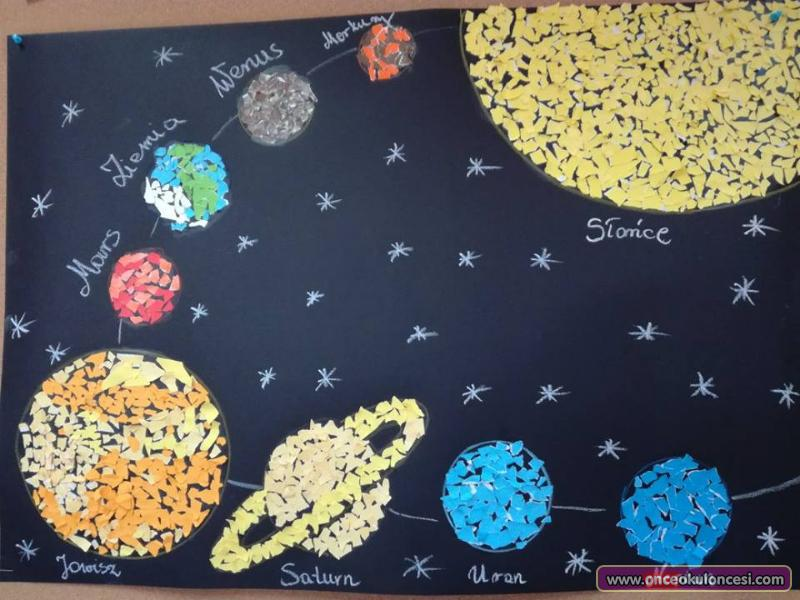 Merkury
Wenus
Ziemia
Mars
Słońce
Jowisz
Saturn
Uran
www.onceokuloncesi.com